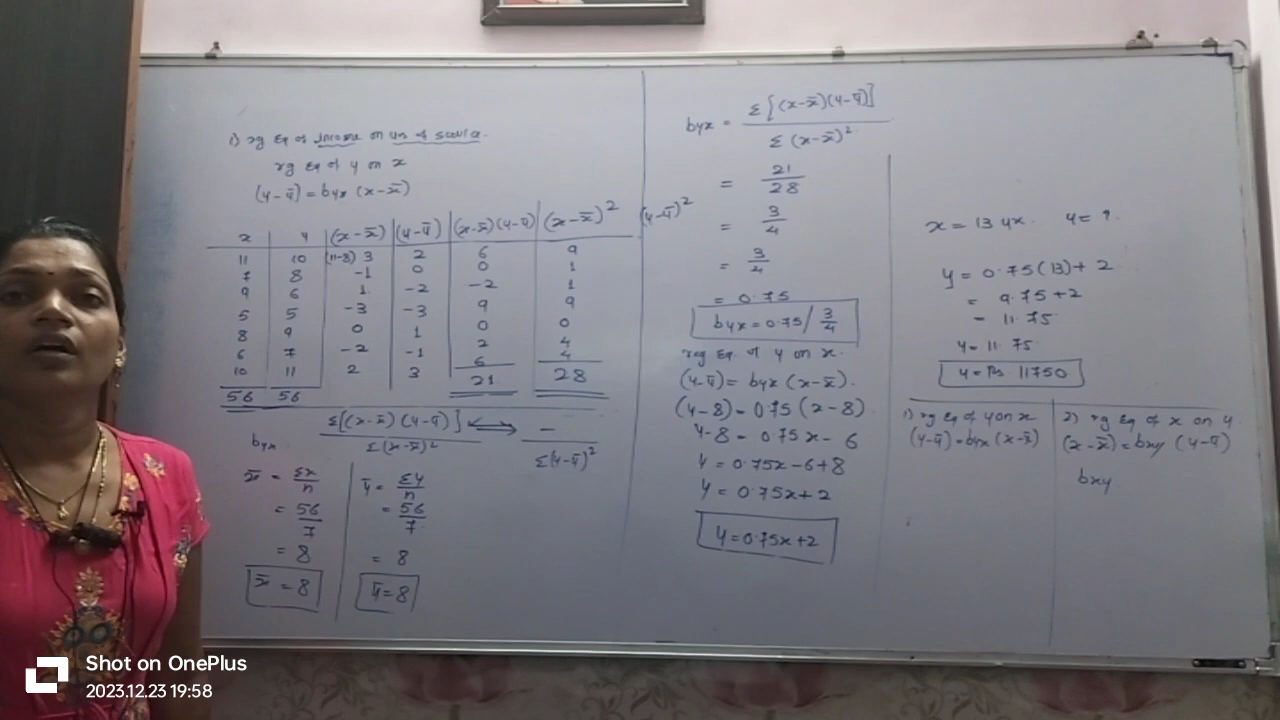 1) rg Eq of income on yrs of service.
rg Eq of y on x
(y-ȳ) = byx (x-x̄)
x y (x-x̄) (y-ȳ) (x-x̄)(y-ȳ) (x-x̄)² (y-ȳ)²
11 10 (11-8) 3 2 6 9
7 8 -1 0 0 1
9 6 1 -2 -2 1
5 5 -3 -3 9 9
8 9 0 1 0 0
6 7 -2 -1 2 4
10 11 2 3 6 4
56 56 21 28
byx Σ[(x-x̄)(y-ȳ)] / Σ(x-x̄)² ⟷ — / Σ(y-ȳ)²
x̄ = Σx/n
= 56/7
= 8
x̄ = 8
ȳ = Σy/n
= 56/7
= 8
ȳ = 8
byx = Σ[(x-x̄)(y-ȳ)] / Σ(x-x̄)²
= 21/28
= 3/4
= 3/4
= 0.75
byx = 0.75 / 3/4
reg Eq. of y on x.
(y-ȳ) = byx (x-x̄).
(y-8) = 0.75 (x-8)
y-8 = 0.75x - 6
y = 0.75x-6+8
y = 0.75x+2
y = 0.75x+2
x = 13 yx. y = ?
y = 0.75(13)+ 2
= 9.75+2
= 11.75
y = 11.75
y = Rs. 11750
1) rg Eq of y on x
(y-ȳ) = byx (x-x̄)
2) rg Eq of x on y
(x-x̄) = bxy (y-ȳ)
bxy
Shot on OnePlus
2023.12.23 19:58